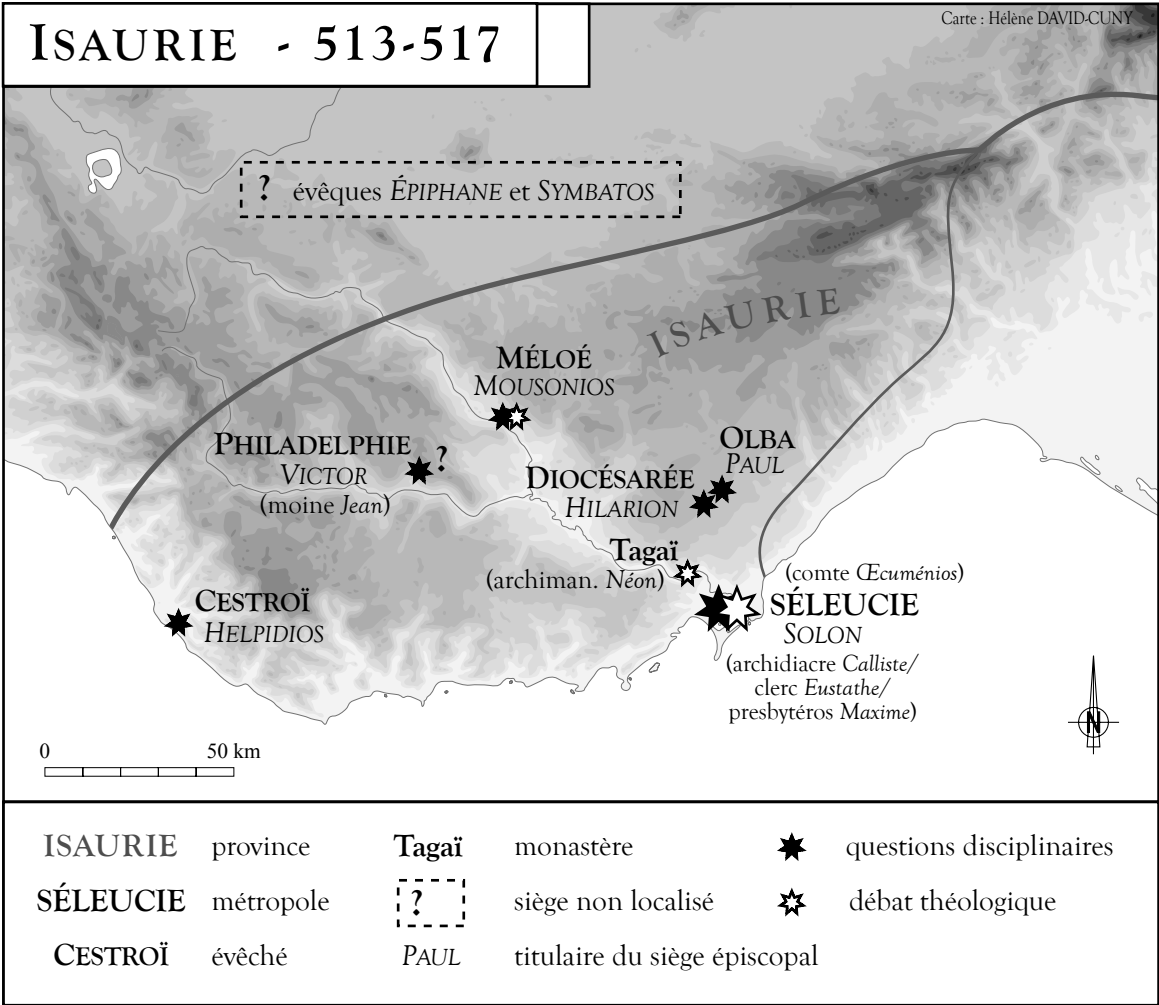 ISAURIE - 513-517
Carte : Hélène DAVID-CUNY
? évêques ÉPIPHANE et SYMBATOS
ISAURIE
MÉLOÉ
MOUSONIOS
PHILADELPHIE
?
VICTOR
(moine Jean)
OLBA
PAUL
DIOCÉSARÉE
HILARION
Tagaï
(archiman. Néon)
(comte Œcuménios)
SÉLEUCIE
SOLON
(archidiacre Calliste/
clerc Eustathe/
presbytéros Maxime)
CESTROÏ
HELPIDIOS
N
0 50 km
ISAURIE province
SÉLEUCIE métropole
CESTROÏ évêché
Tagaï monastère
? siège non localisé
PAUL titulaire du siège épiscopal
questions disciplinaires
débat théologique